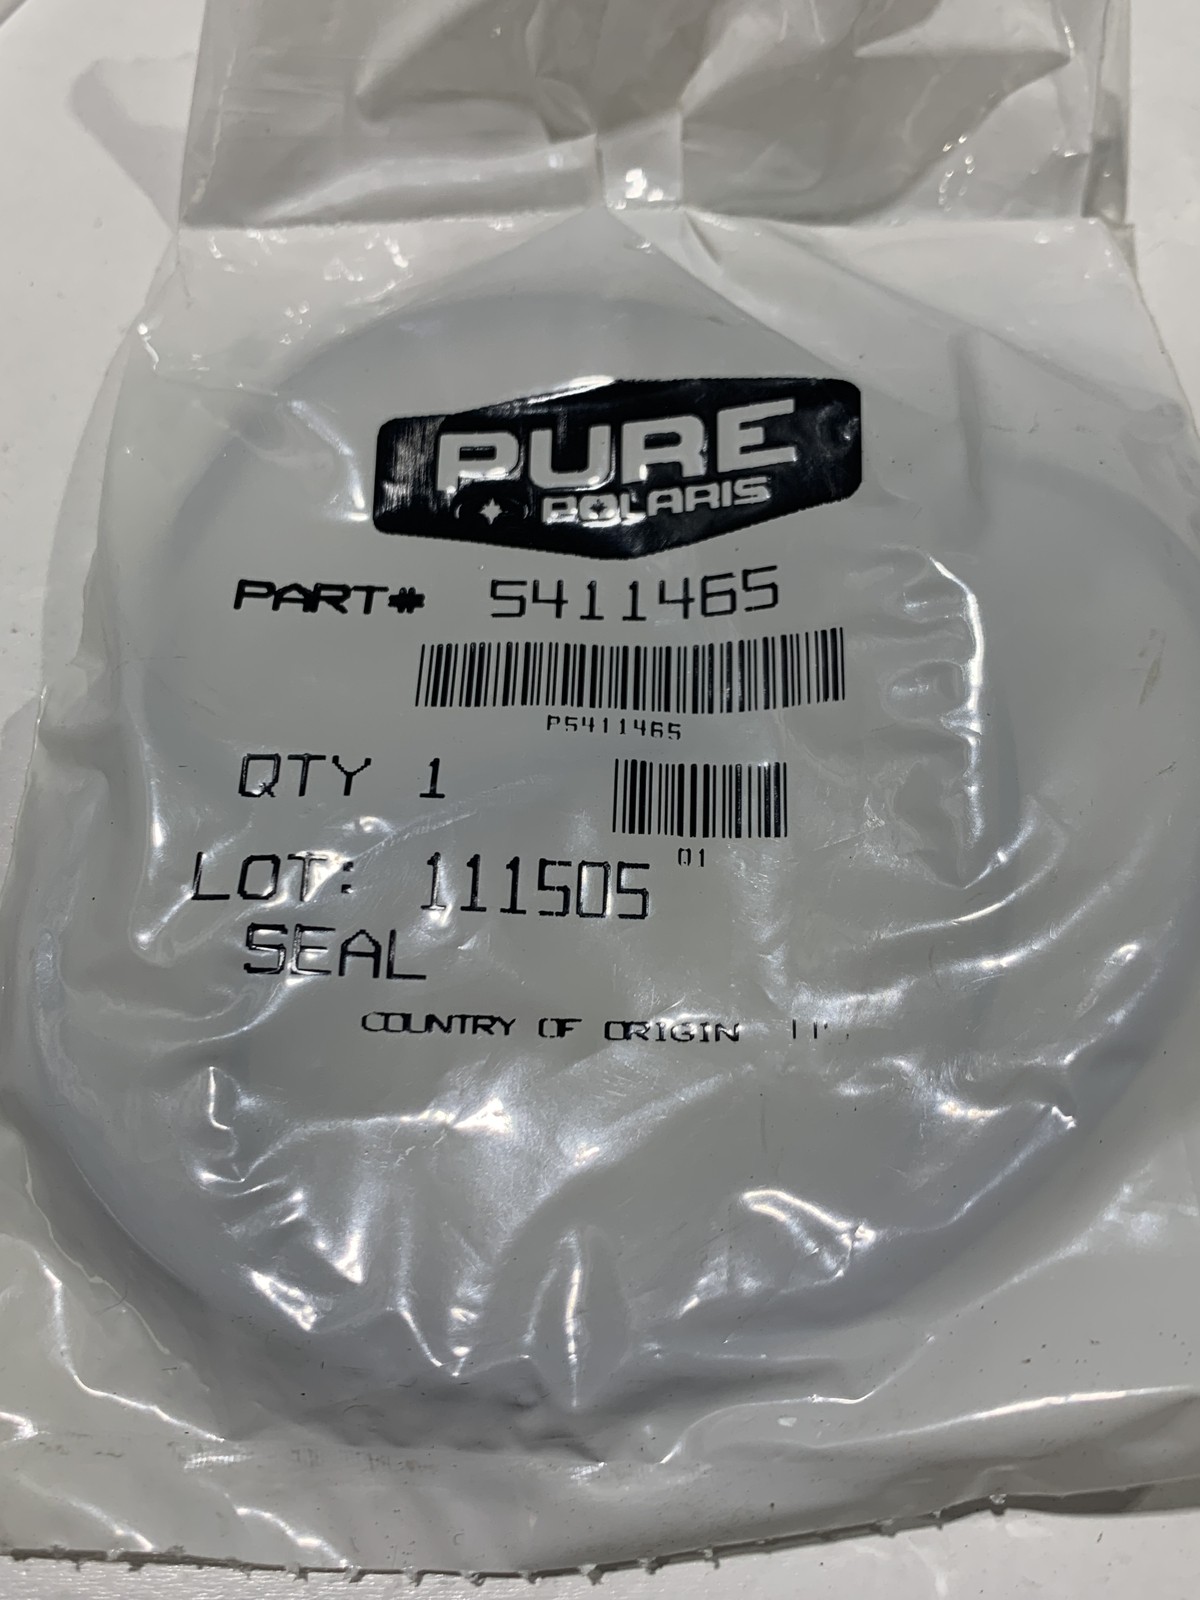 PURE
POLARIS
PART# 5411465
P5411465
QTY 1
01
LOT: 111505
SEAL
COUNTRY OF ORIGIN